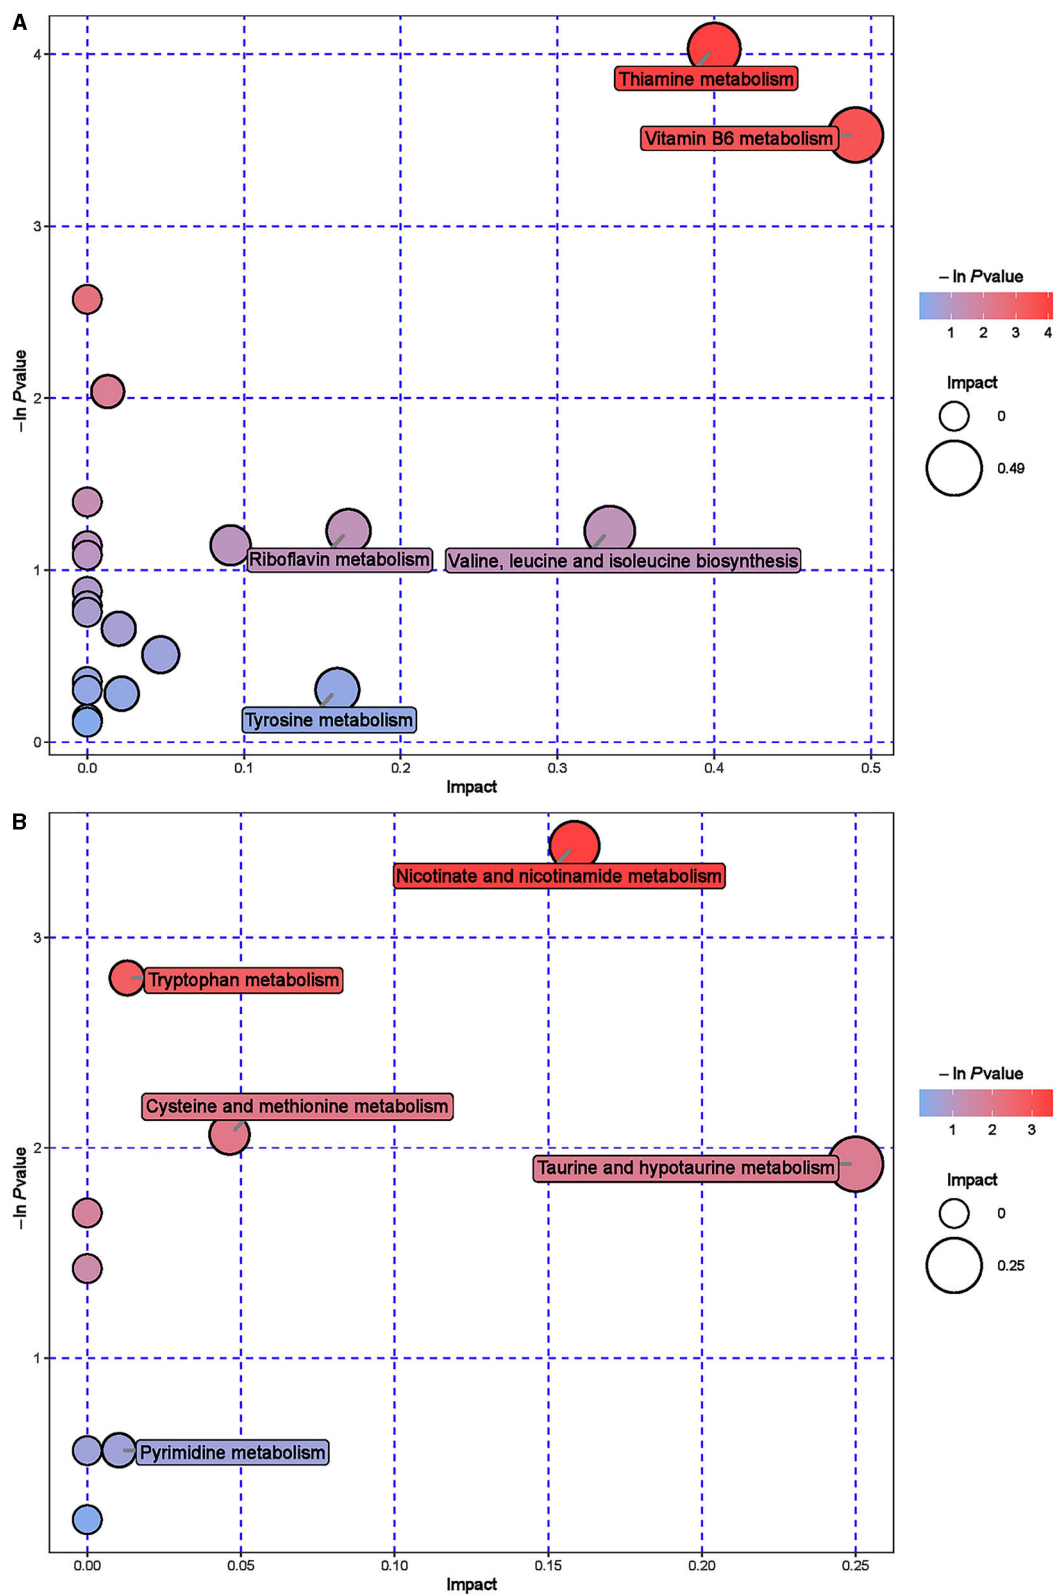 A
4
Thiamine metabolism
Vitamin B6 metabolism
3
– ln Pvalue
1 2 3 4
Impact
0
0.49
2
–ln Pvalue
Riboflavin metabolism
Valine, leucine and isoleucine biosynthesis
1
Tyrosine metabolism
0
0.0 0.1 0.2 0.3 0.4 0.5
Impact
B
Nicotinate and nicotinamide metabolism
3
Tryptophan metabolism
– ln Pvalue
1 2 3
Cysteine and methionine metabolism
2
Taurine and hypotaurine metabolism
Impact
0
0.25
–ln Pvalue
1
Pyrimidine metabolism
0.00 0.05 0.10 0.15 0.20 0.25
Impact